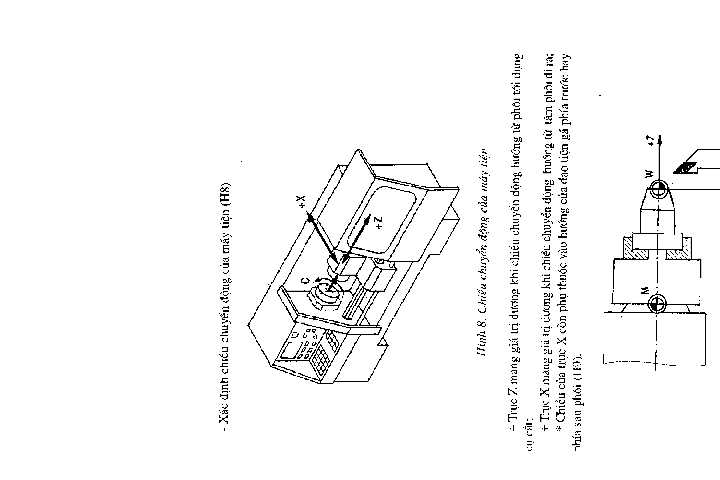 - Xác định chiều chuyển động của máy tiện (H8)
+X
+Z
C
Hình 8. Chiều chuyển động của máy tiện
+ Trục Z mang giá trị dương khi chiều chuyển động hướng từ phôi tới dụng
cụ cắt.
+ Trục X mang giá trị dương khi chiều chuyển động hướng từ tâm phôi đi ra;
* Chiều của trục X còn phụ thuộc vào hướng của dao tiện gá phía trước hay
phía sau phôi (H9).
M
W
+Z